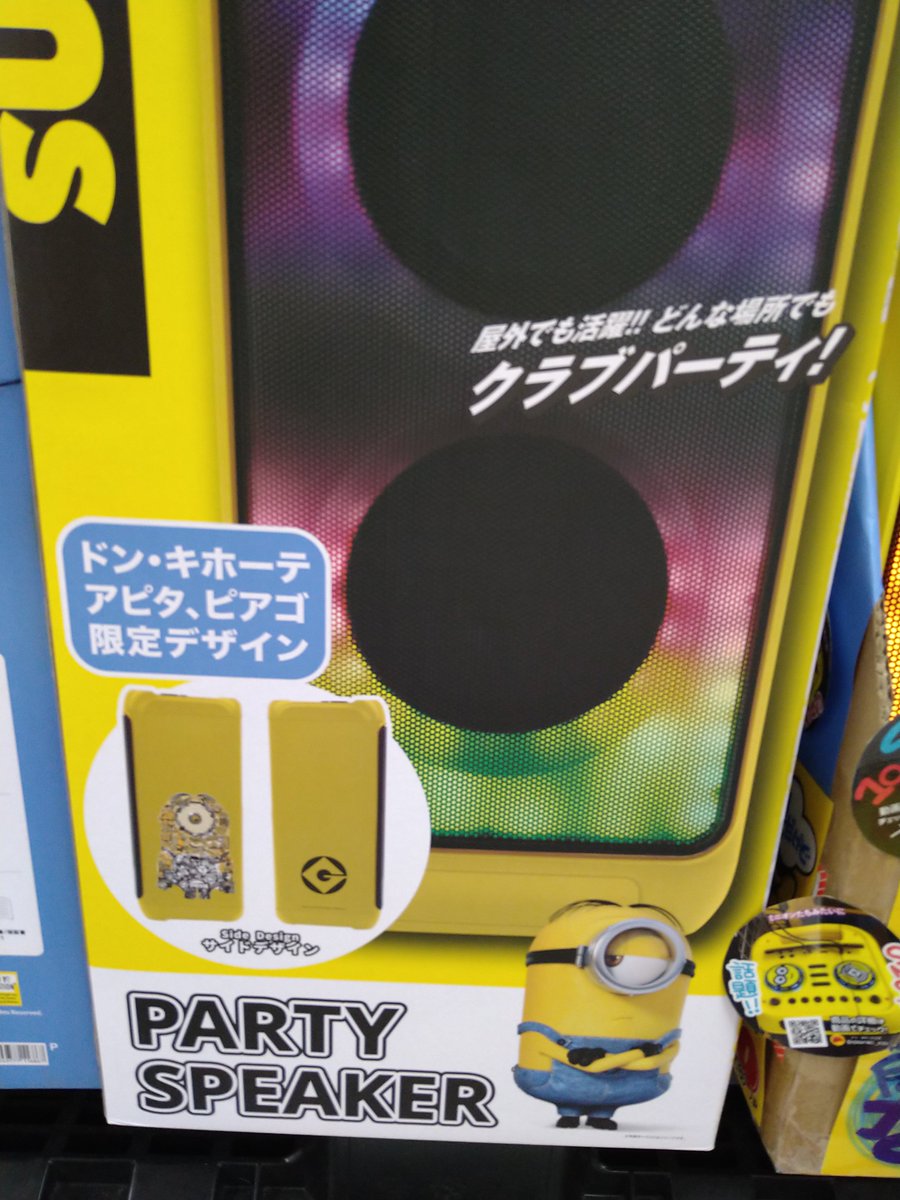 屋外でも活躍!! どんな場所でも
クラブパーティ!
ドン・キホーテ
アピタ、ピアゴ
限定デザイン
Side Design
サイドデザイン
PARTY
SPEAKER
話題!!